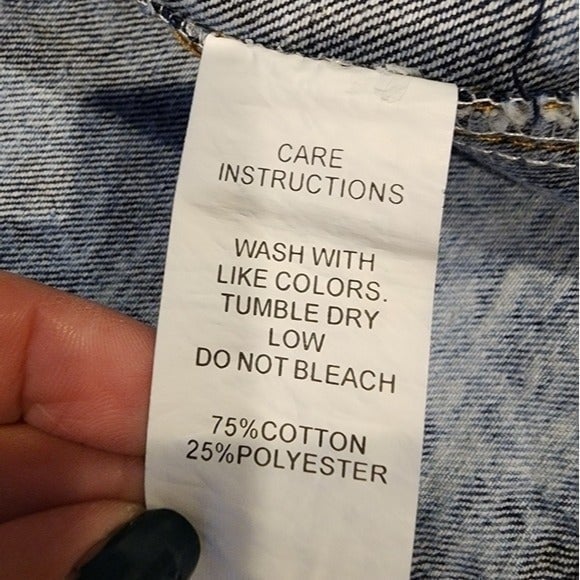 CARE
INSTRUCTIONS
WASH WITH
LIKE COLORS.
TUMBLE DRY
LOW
DO NOT BLEACH
75%COTTON
25%POLYESTER